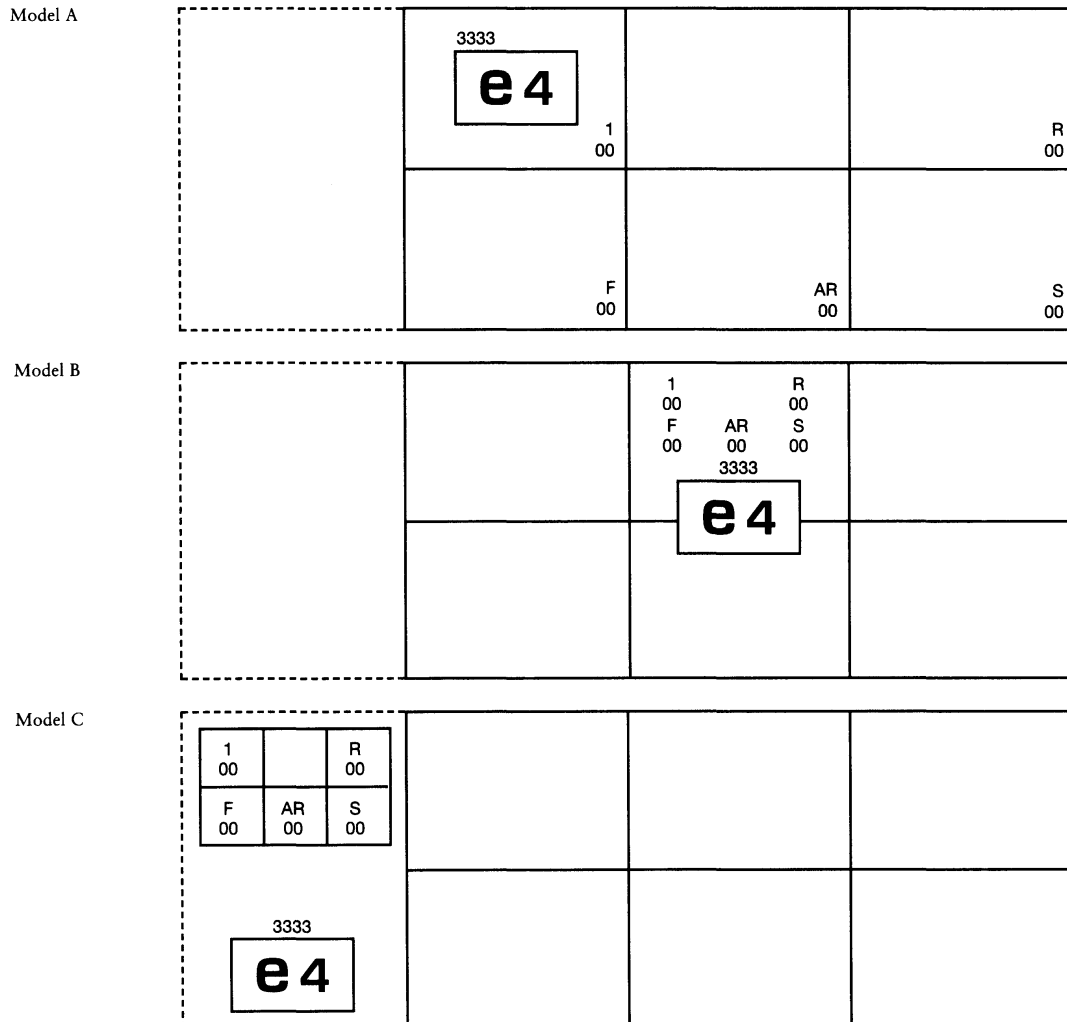 Model A
3333
e4
1
00
R
00
F
00
AR
00
S
00
Model B
1 R
00 00
F AR S
00 00 00
3333
e4
Model C
1 R
00 00
F AR S
00 00 00
3333
e4